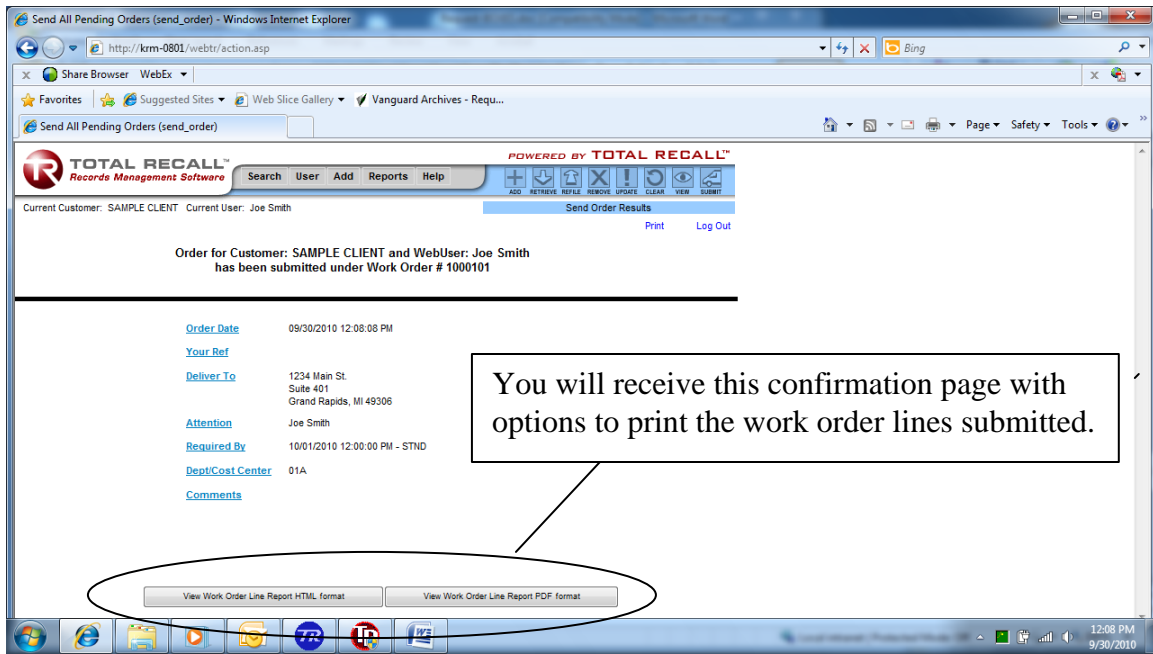 Send All Pending Orders (send_order) - Windows Internet Explorer
http://krm-0801/webtr/action.asp
Bing
x Share Browser WebEx
x
Favorites Suggested Sites Web Slice Gallery Vanguard Archives - Requ...
Send All Pending Orders (send_order)
Page Safety Tools
TOTAL RECALL™
Records Management Software
Search User Add Reports Help
POWERED BY TOTAL RECALL™
ADD RETRIEVE REFILE REMOVE UPDATE CLEAR VIEW SUBMIT
Current Customer: SAMPLE CLIENT Current User: Joe Smith
Send Order Results
Print Log Out
Order for Customer: SAMPLE CLIENT and WebUser: Joe Smith
has been submitted under Work Order # 1000101
Order Date 09/30/2010 12:08:08 PM
Your Ref
Deliver To 1234 Main St.
Suite 401
Grand Rapids, MI 49306
Attention Joe Smith
Required By 10/01/2010 12:00:00 PM - STND
Dept/Cost Center 01A
Comments
You will receive this confirmation page with
options to print the work order lines submitted.
View Work Order Line Report HTML format
View Work Order Line Report PDF format
12:08 PM
9/30/2010